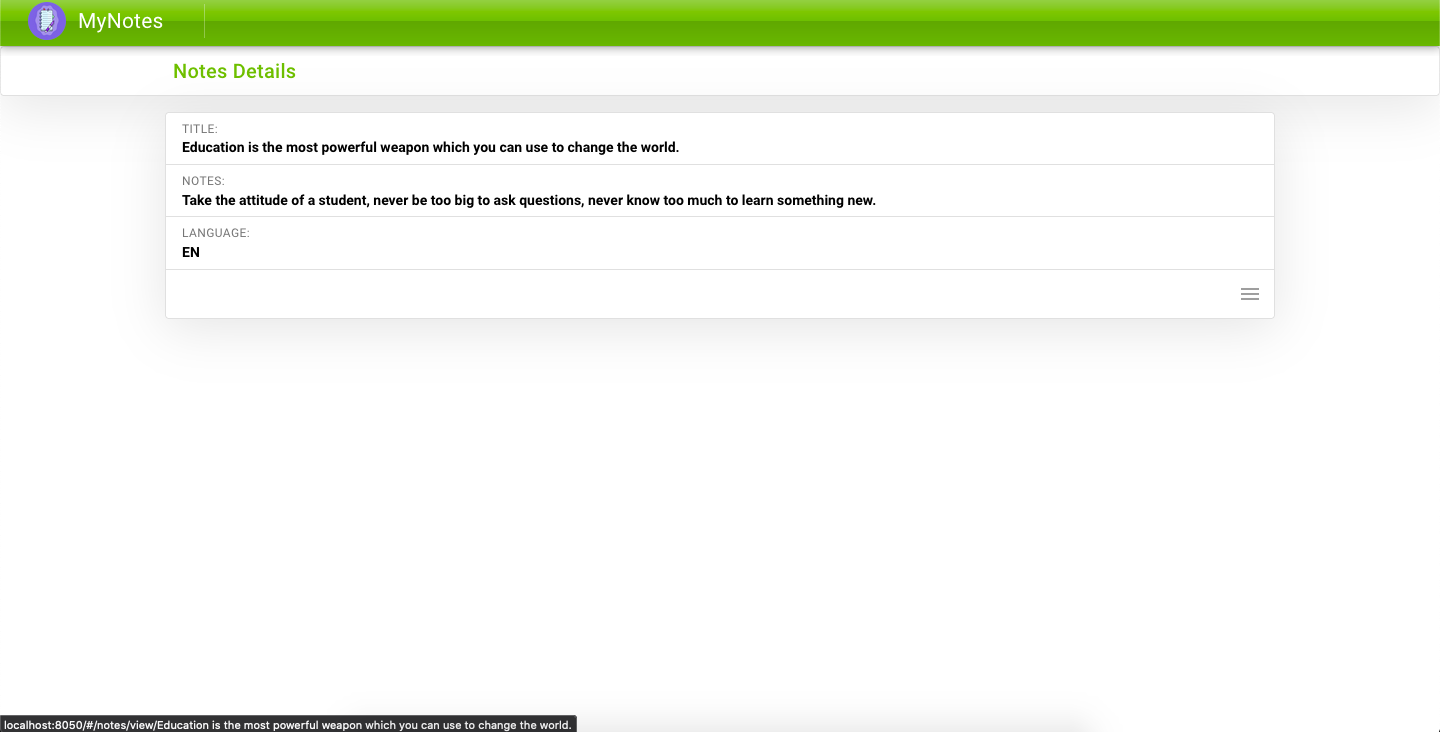 MyNotes
Notes Details
TITLE:
Education is the most powerful weapon which you can use to change the world.
NOTES:
Take the attitude of a student, never be too big to ask questions, never know too much to learn something new.
LANGUAGE:
EN
localhost:8050/#/notes/view/Education is the most powerful weapon which you can use to change the world.